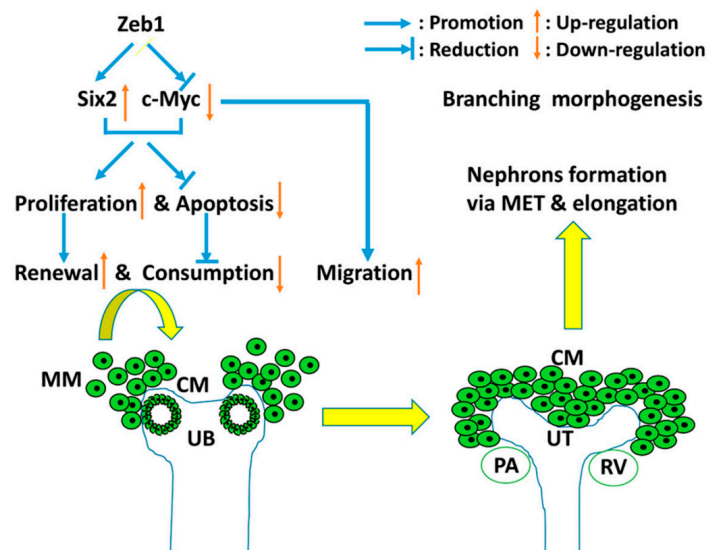 Zeb1
: Promotion : Up-regulation
: Reduction : Down-regulation
Six2 c-Myc
Branching morphogenesis
Nephrons formation
via MET & elongation
Proliferation & Apoptosis
Renewal & Consumption Migration
MM CM
UB
CM
UT
PA RV